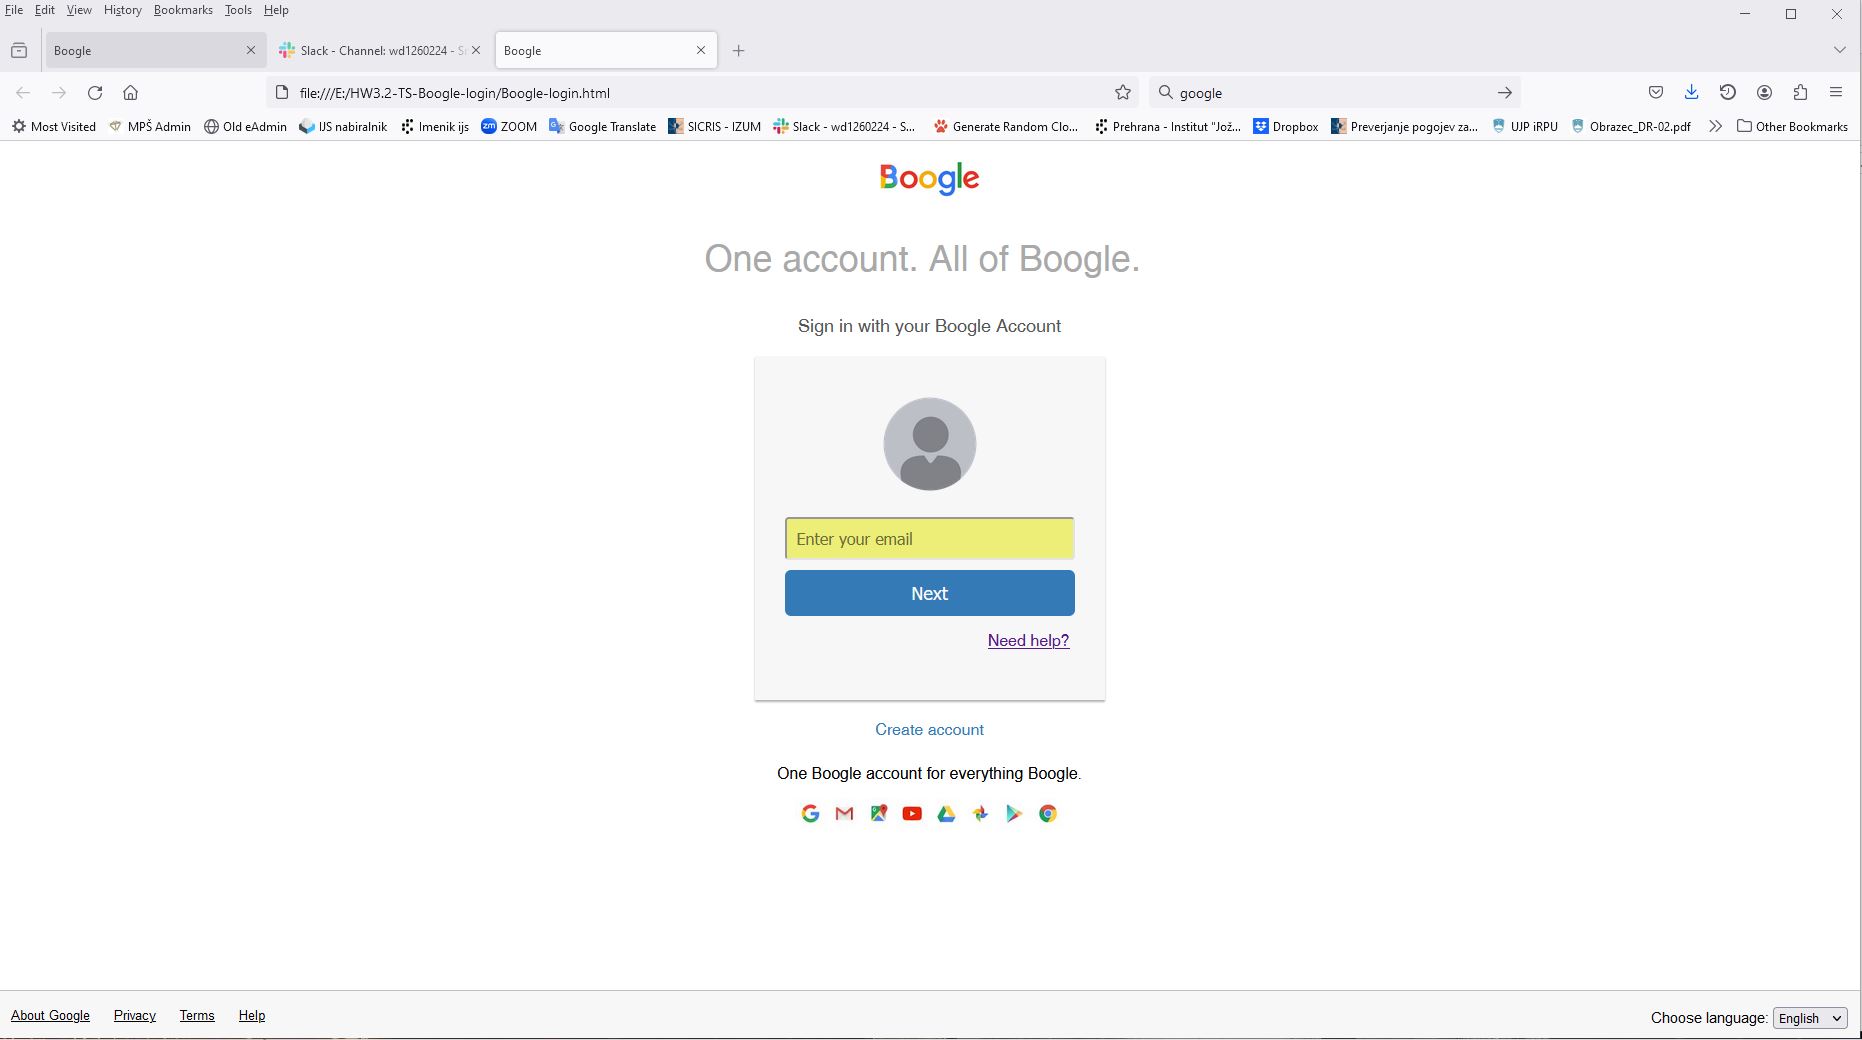 File Edit View History Bookmarks Tools Help
Boogle Slack - Channel: wd1260224 - Boogle
file:///E:/HW3.2-TS-Boogle-login/Boogle-login.html google
Most Visited MPŠ Admin Old eAdmin IJS nabiralnik Imenik ijs zm ZOOM Google Translate SICRIS - IZUM Slack - wd1260224 - S... Generate Random Clo... Prehrana - Institut "Jož... Dropbox Preverjanje pogojev za... UJP iRPU Obrazec_DR-02.pdf Other Bookmarks
Boogle
One account. All of Boogle.
Sign in with your Boogle Account
Enter your email
Next
Need help?
Create account
One Boogle account for everything Boogle.
About Google Privacy Terms Help Choose language: English